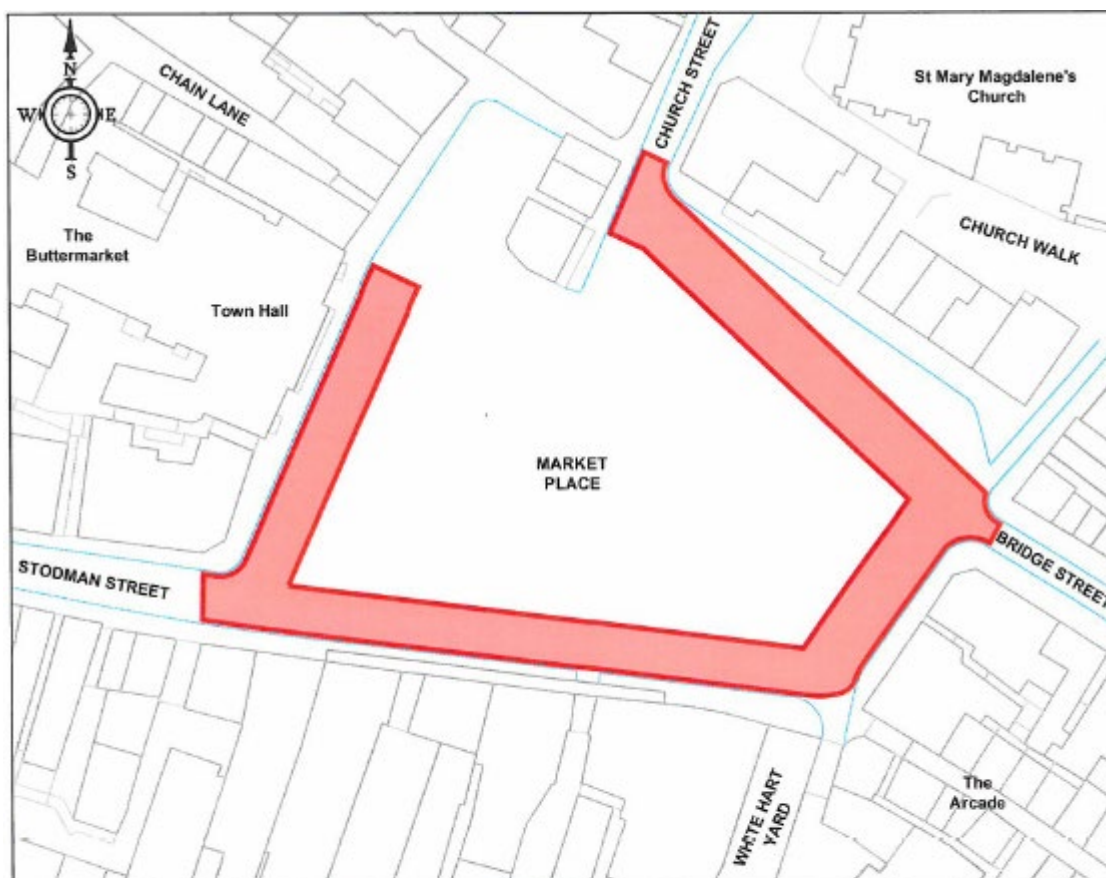 N
W E
S
CHAIN LANE
CHURCH STREET
St Mary Magdalene's
Church
CHURCH WALK
The
Buttermarket
Town Hall
MARKET
PLACE
STODMAN STREET
BRIDGE STREET
WHITE HART
YARD
The
Arcade